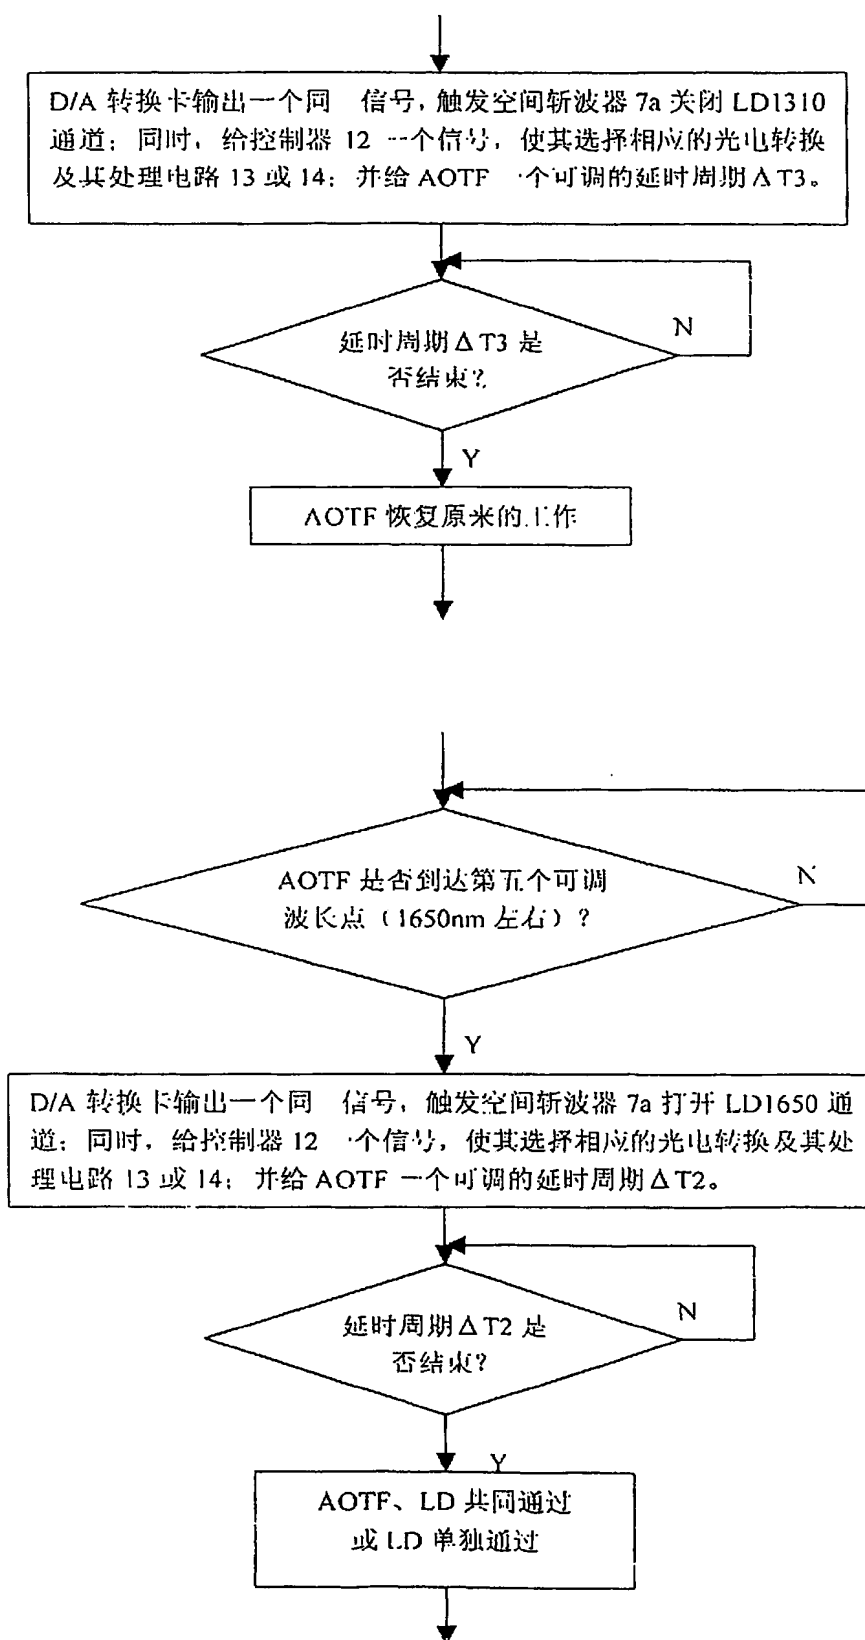 D/A 转换卡输出一个同 信号，触发空间斩波器 7a 关闭 LD1310
通道；同时，给控制器 12 一个信号，使其选择相应的光电转换
及其处理电路 13 或 14；并给 AOTF 个可调的延时周期ΔT3。
延时周期ΔT3 是
否结束？
N
Y
AOTF 恢复原来的工作
AOTF 是否到达第五个可调
波长点（1650nm 左右）？
N
Y
D/A 转换卡输出一个同 信号，触发空间斩波器 7a 打开 LD1650 通
道；同时，给控制器 12 个信号，使其选择相应的光电转换及其处
理电路 13 或 14；并给 AOTF 一个可调的延时周期ΔT2。
延时周期ΔT2 是
否结束？
N
Y
AOTF、LD 共同通过
或 LD 单独通过